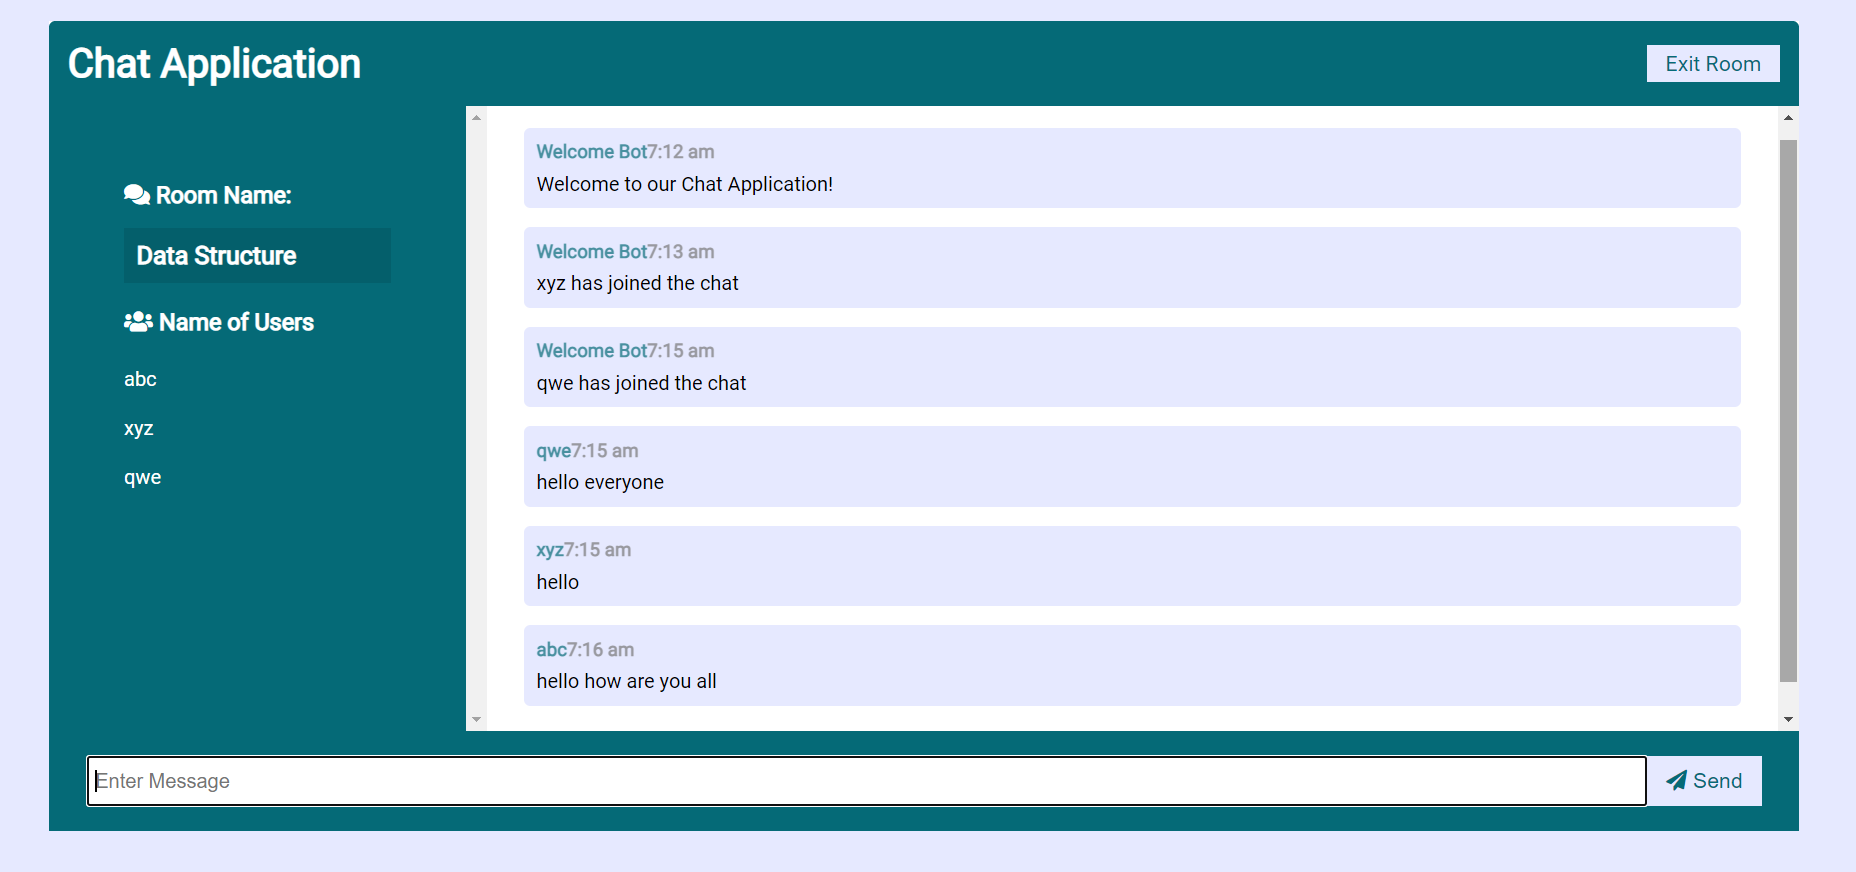 Chat Application
Exit Room
Room Name:
Data Structure
Name of Users
abc
xyz
qwe
Welcome Bot7:12 am
Welcome to our Chat Application!
Welcome Bot7:13 am
xyz has joined the chat
Welcome Bot7:15 am
qwe has joined the chat
qwe7:15 am
hello everyone
xyz7:15 am
hello
abc7:16 am
hello how are you all
Enter Message
Send